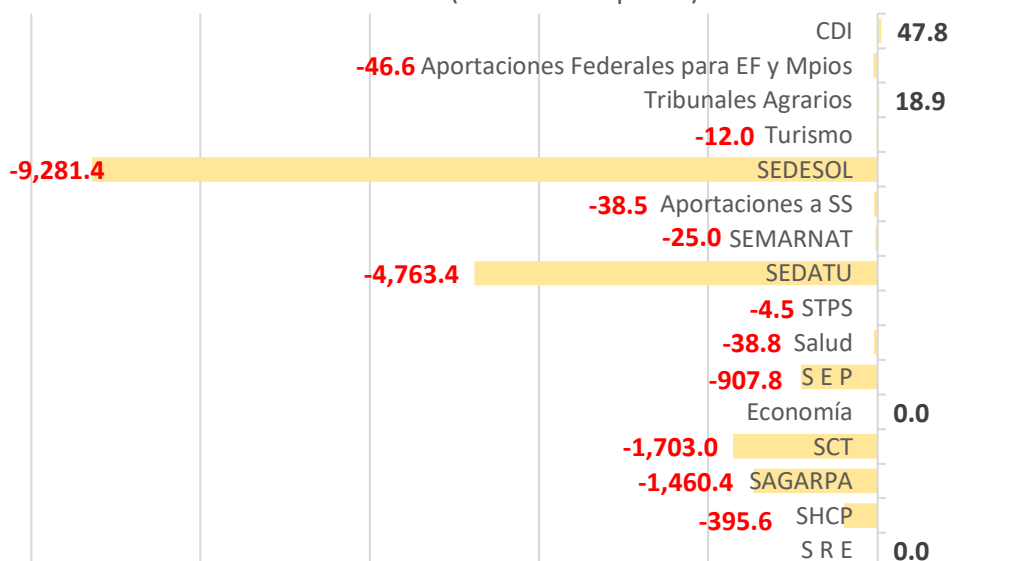 CDI 47.8
-46.6 Aportaciones Federales para EF y Mpios
Tribunales Agrarios 18.9
-12.0 Turismo
-9,281.4 SEDESOL
-38.5 Aportaciones a SS
-25.0 SEMARNAT
-4,763.4 SEDATU
-4.5 STPS
-38.8 Salud
-907.8 S E P
Economía 0.0
-1,703.0 SCT
-1,460.4 SAGARPA
-395.6 SHCP
S R E 0.0